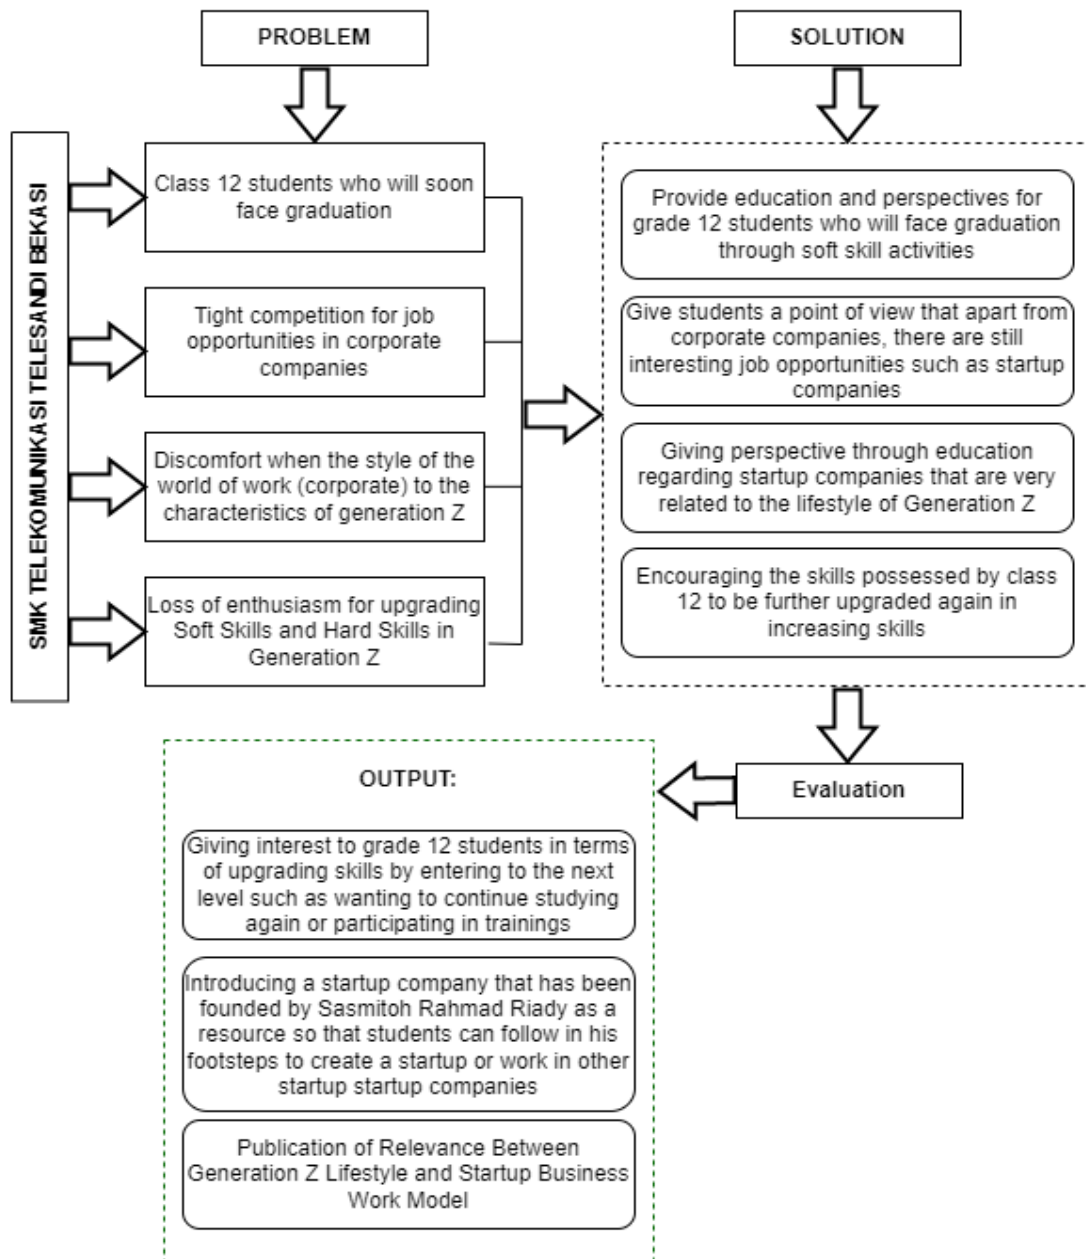 PROBLEM
SOLUTION
SMK TELEKOMUNIKASI TELESANDI BEKASI
Class 12 students who will soon
face graduation
Tight competition for job
opportunities in corporate
companies
Discomfort when the style of the
world of work (corporate) to the
characteristics of generation Z
Loss of enthusiasm for upgrading
Soft Skills and Hard Skills in
Generation Z
Provide education and perspectives for
grade 12 students who will face graduation
through soft skill activities
Give students a point of view that apart from
corporate companies, there are still
interesting job opportunities such as startup
companies
Giving perspective through education
regarding startup companies that are very
related to the lifestyle of Generation Z
Encouraging the skills possessed by class
12 to be further upgraded again in
increasing skills
Evaluation
OUTPUT:
Giving interest to grade 12 students in terms
of upgrading skills by entering to the next
level such as wanting to continue studying
again or participating in trainings
Introducing a startup company that has been
founded by Sasmitoh Rahmad Riady as a
resource so that students can follow in his
footsteps to create a startup or work in other
startup startup companies
Publication of Relevance Between
Generation Z Lifestyle and Startup Business
Work Model